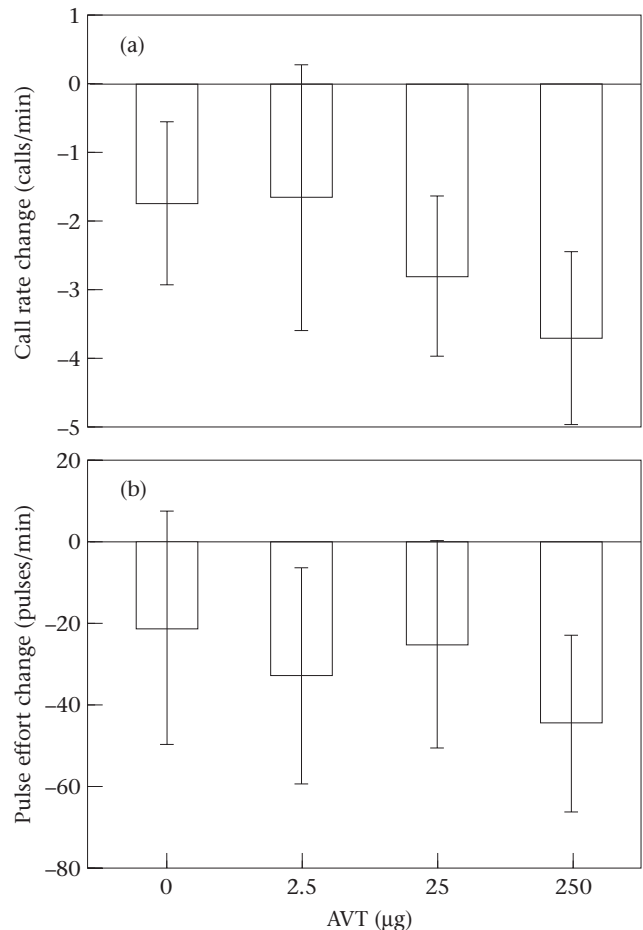 1
(a)
0
–1
–2
–3
–4
–5
Call rate change (calls/min)
20
(b)
0
–20
–40
–60
–80
Pulse effort change (pulses/min)
0 2.5 25 250
AVT (µg)